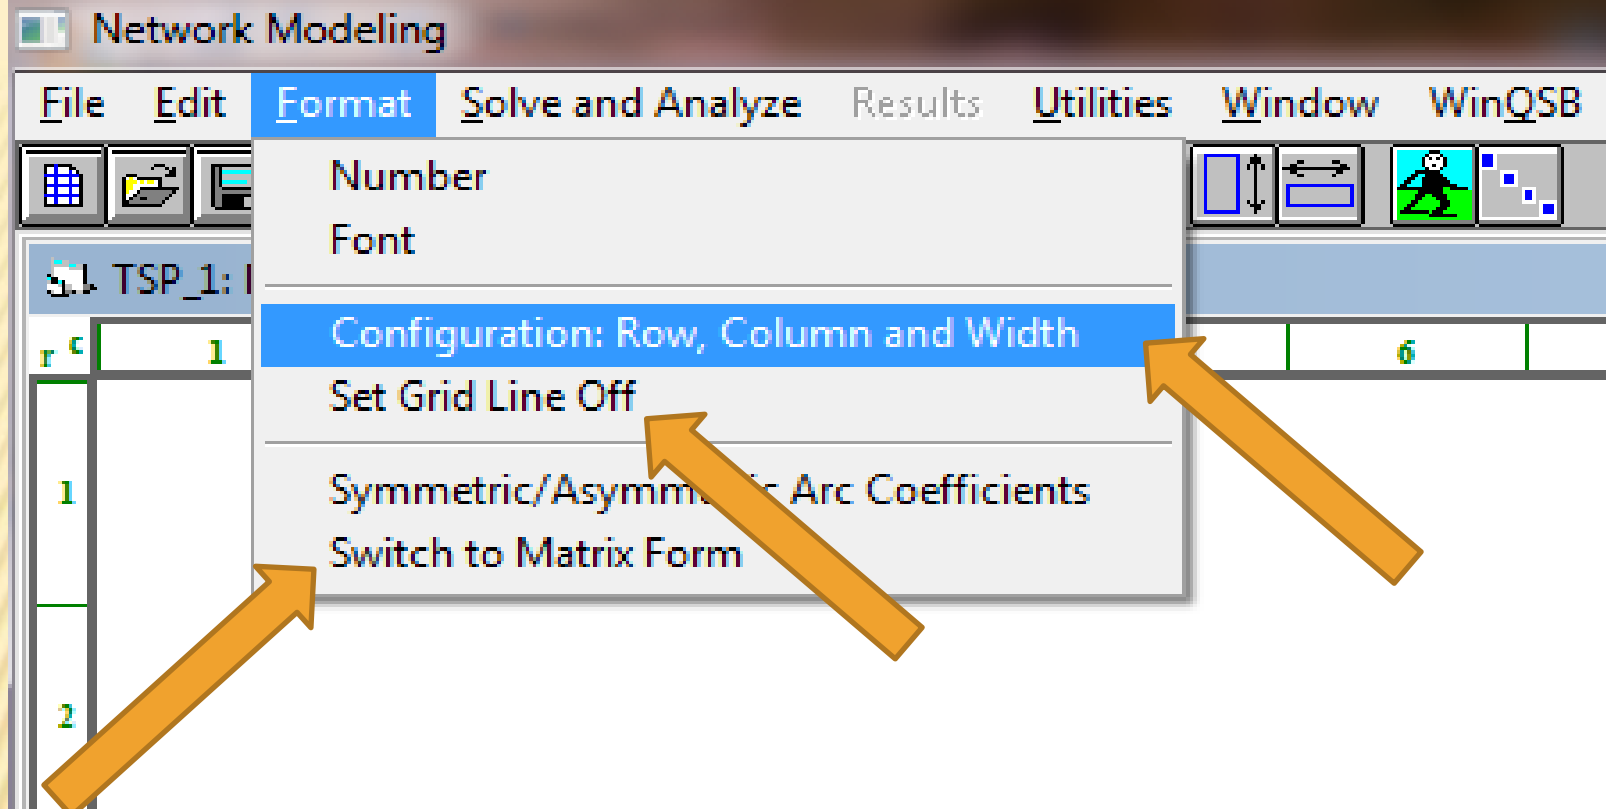 Network Modeling
File Edit Format Solve and Analyze Results Utilities Window WinQSB
Number
Font
TSP_1:
Configuration: Row, Column and Width
r c 1 6
Set Grid Line Off
1 Symmetric/ Arc Coefficients
Switch to Matrix Form
2